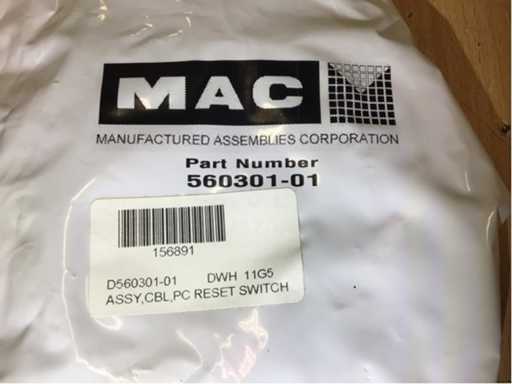 MAC
MANUFACTURED ASSEMBLIES CORPORATION
Part Number
560301-01
156891
D560301-01 DWH 11G5
ASSY,CBL,PC RESET SWITCH